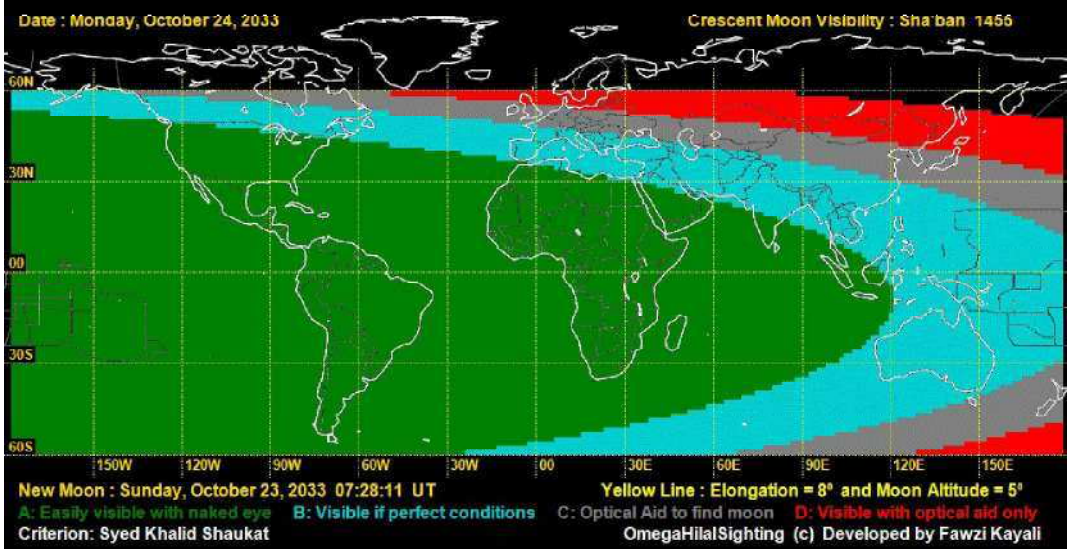 Date : Monday, October 24, 2033 Crescent Moon Visibility : Sha'ban 1455
60N
30N
00
30S
60S
150W 120W 90W 60W 30W 00 30E 60E 90E 120E 150E
New Moon : Sunday, October 23, 2033 07:28:11 UT Yellow Line : Elongation = 8º and Moon Altitude = 5º
A: Easily visible with naked eye B: Visible if perfect conditions C: Optical Aid to find moon D: Visible with optical aid only
Criterion: Syed Khalid Shaukat OmegaHilalSighting (c) Developed by Fawzi Kayali